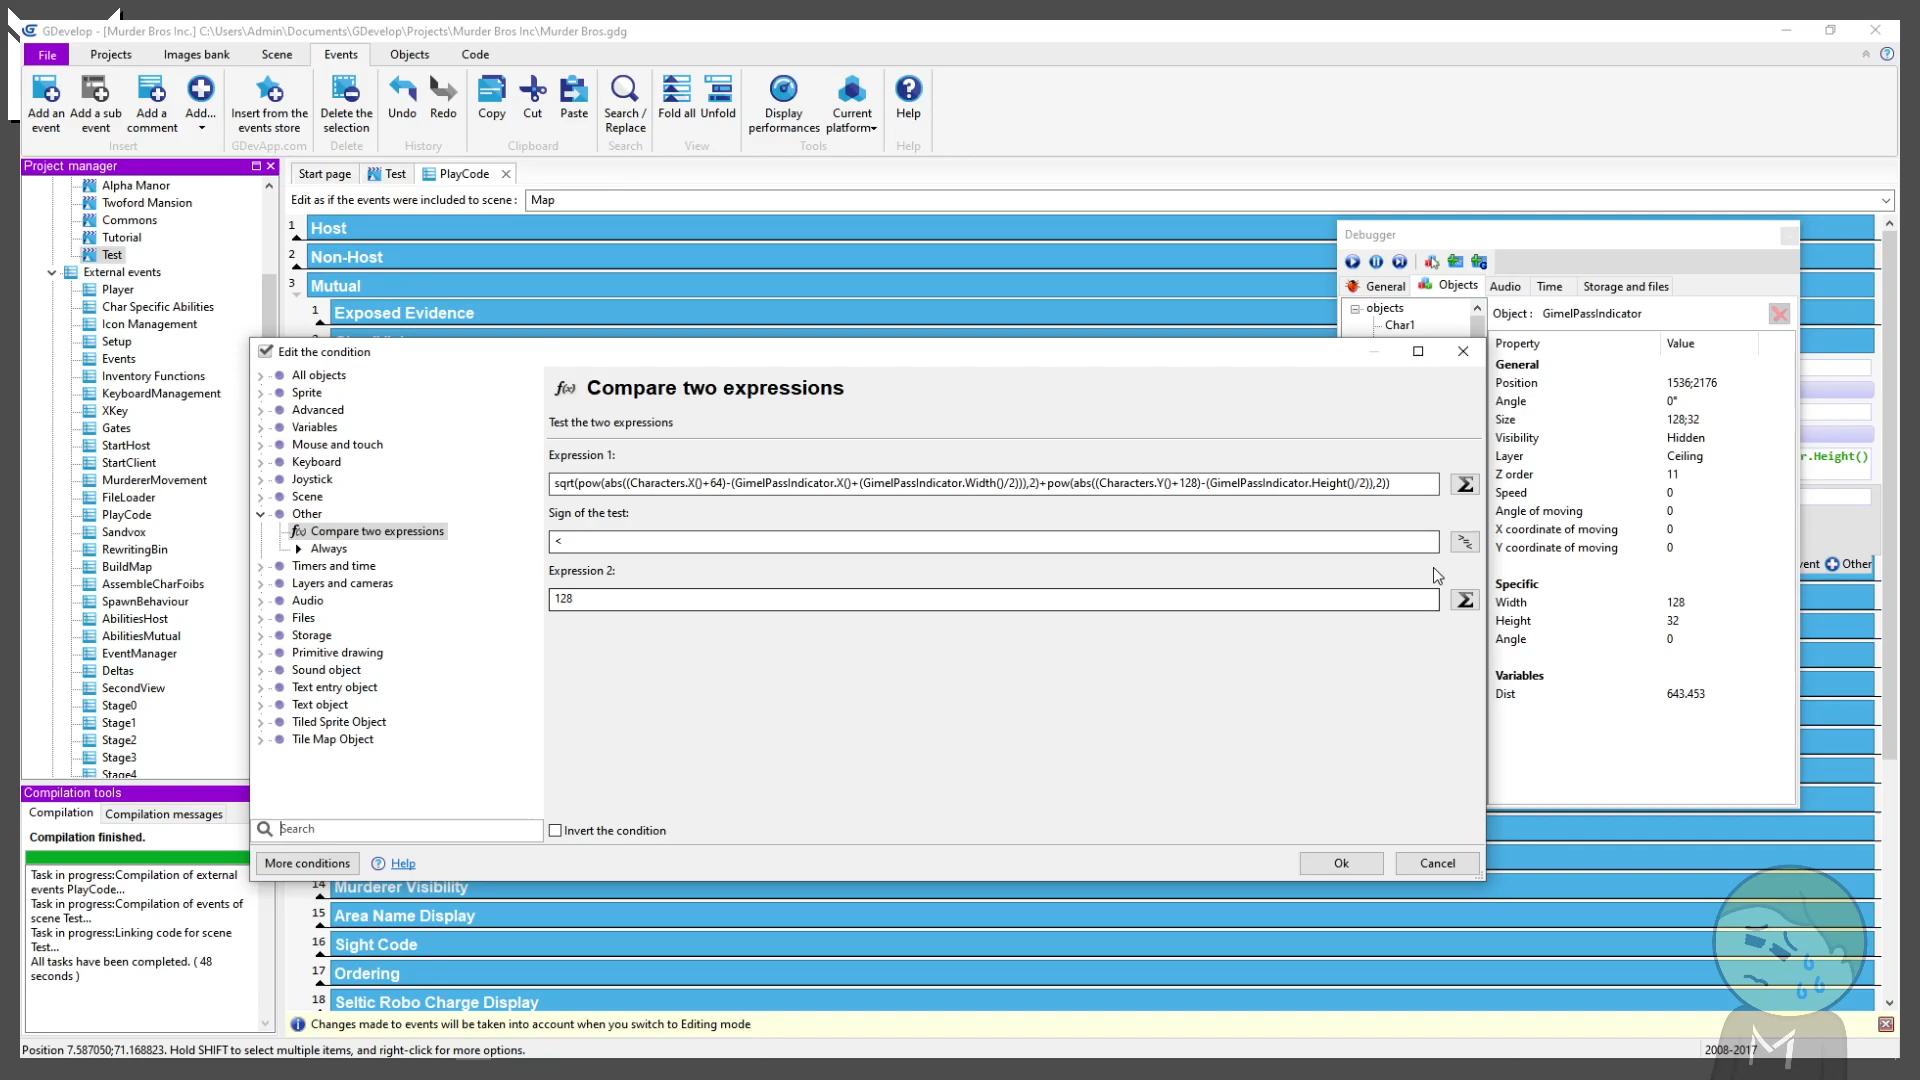 GDevelop - [Murder Bros Inc.] C:\Users\Admin\Documents\GDevelop\Projects\Murder Bros Inc\Murder Bros.gdg
File Projects Images bank Scene Events Objects Code
Add an event
Add a sub event
Add a comment
Add...
Insert from the events store
Delete the selection
Undo
Redo
Copy
Cut
Paste
Search / Replace
Fold all
Unfold
Display performances
Current platform
Help
Insert
GDevApp.com
Delete
History
Clipboard
Search
View
Tools
Help
Project manager
Alpha Manor
Twoford Mansion
Commons
Tutorial
Test
External events
Player
Char Specific Abilities
Icon Management
Setup
Events
Inventory Functions
KeyboardManagement
XKey
Gates
StartHost
StartClient
MurdererMovement
FileLoader
PlayCode
Sandvox
RewritingBin
BuildMap
AssembleCharFoibs
SpawnBehaviour
AbilitiesHost
AbilitiesMutual
EventManager
Deltas
SecondView
Stage0
Stage1
Stage2
Stage3
Stage4
Compilation tools
Compilation Compilation messages
Compilation finished.
Task in progress:Compilation of external
events PlayCode...
Task in progress:Compilation of events of
scene Test...
Task in progress:Linking code for scene
Test...
All tasks have been completed. ( 48
seconds )
Start page Test PlayCode
Edit as if the events were included to scene : Map
1 Host
2 Non-Host
3 Mutual
1 Exposed Evidence
Edit the condition
All objects
Sprite
Advanced
Variables
Mouse and touch
Keyboard
Joystick
Scene
Other
f(x) Compare two expressions
Always
Timers and time
Layers and cameras
Audio
Files
Storage
Primitive drawing
Sound object
Text entry object
Text object
Tiled Sprite Object
Tile Map Object
Search
More conditions
Help
f(x) Compare two expressions
Test the two expressions
Expression 1:
sqrt(pow(abs((Characters.X()+64)-(GimelPassIndicator.X()+(GimelPassIndicator.Width()/2))),2)+pow(abs((Characters.Y()+128)-(GimelPassIndicator.Height()/2)),2))
Sign of the test:
<
Expression 2:
128
Invert the condition
Ok
Cancel
Debugger
General Objects Audio Time Storage and files
objects
Char1
Object : GimelPassIndicator
Property Value
General
Position 1536;2176
Angle 0°
Size 128;32
Visibility Hidden
Layer Ceiling
Z order 11
Speed 0
Angle of moving 0
X coordinate of moving 0
Y coordinate of moving 0
Specific
Width 128
Height 32
Angle 0
Variables
Dist 643.453
r.Height()
vent Other
14 Murderer Visibility
15 Area Name Display
16 Sight Code
17 Ordering
18 Seltic Robo Charge Display
Changes made to events will be taken into account when you switch to Editing mode
Position 7.587050;71.168823. Hold SHIFT to select multiple items, and right-click for more options.
2008-2017